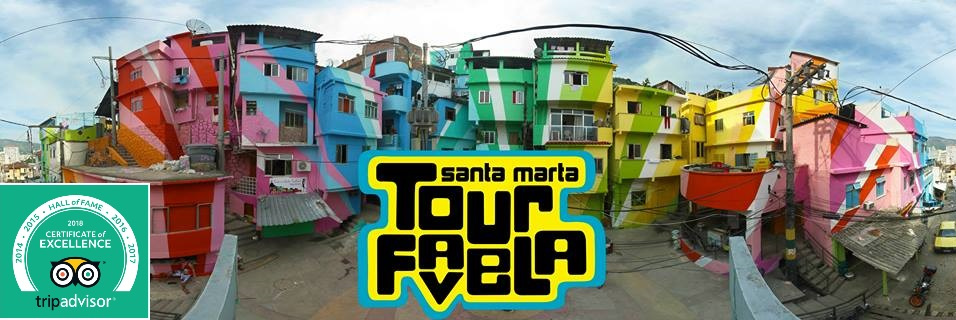 santa marta
TOUR
FAVELA
2014 · 2015 · HALL of FAME · 2016 · 2017
2018
CERTIFICATE of
EXCELLENCE
tripadvisor®